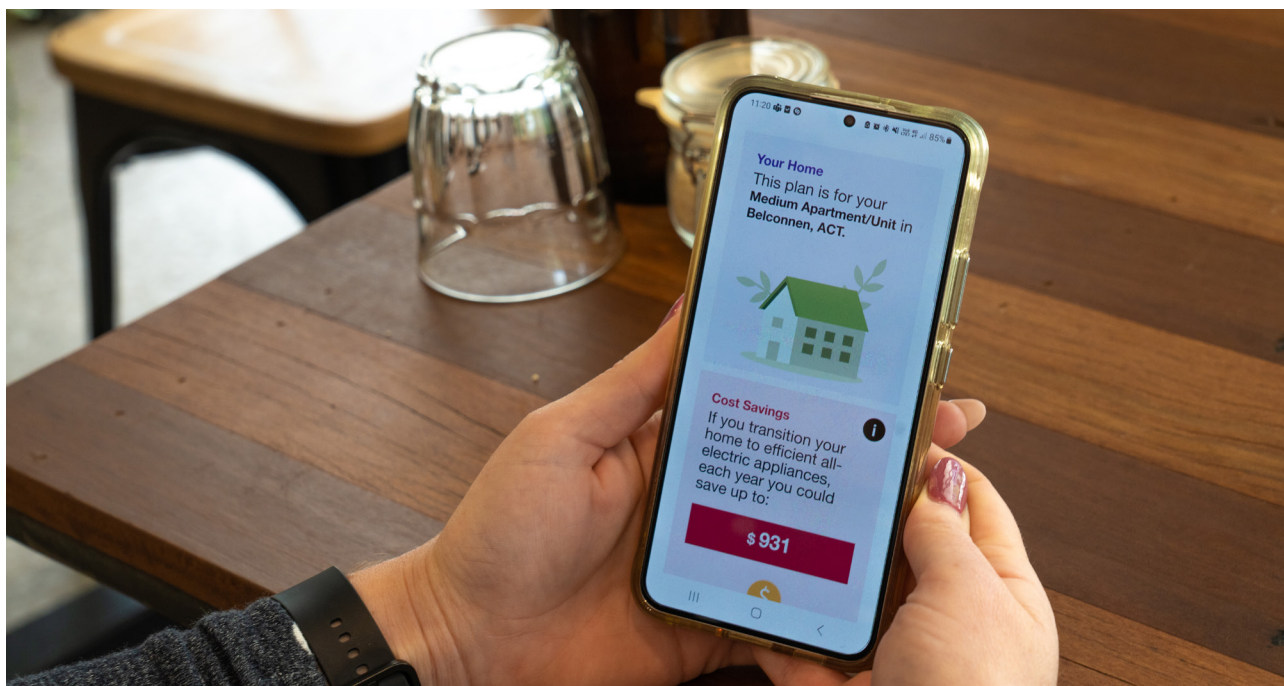 11:20
85%
Your Home
This plan is for your
Medium Apartment/Unit in
Belconnen, ACT.
Cost Savings
i
If you transition your
home to efficient all-
electric appliances,
each year you could
save up to:
$931
$